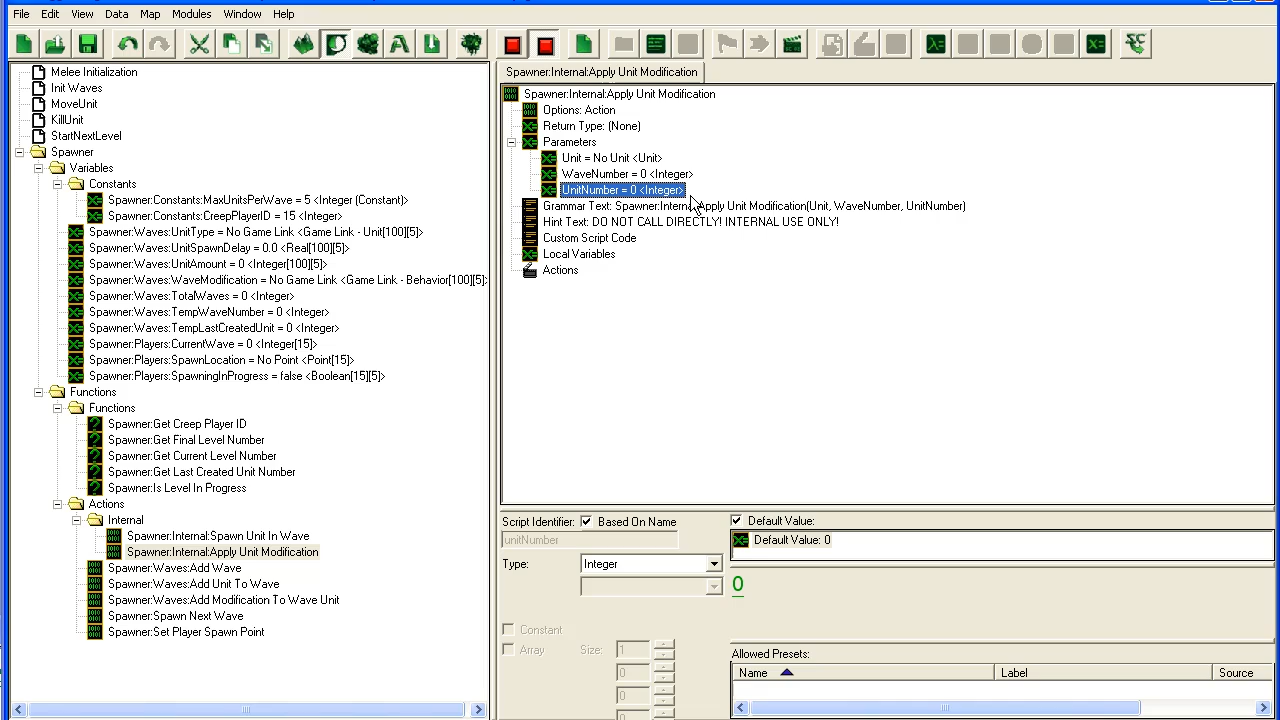 File Edit View Data Map Modules Window Help
Melee Initialization
Init Waves
MoveUnit
KillUnit
StartNextLevel
Spawner
Variables
Constants
Spawner:Constants:MaxUnitsPerWave = 5 <Integer (Constant)>
Spawner:Constants:CreepPlayerID = 15 <Integer>
Spawner:Waves:UnitType = No Game Link <Game Link - Unit[100][5]>
Spawner:Waves:UnitSpawnDelay = 0.0 <Real[100][5]>
Spawner:Waves:UnitAmount = 0 <Integer[100][5]>
Spawner:Waves:WaveModification = No Game Link <Game Link - Behavior[100][5]>
Spawner:Waves:TotalWaves = 0 <Integer>
Spawner:Waves:TempWaveNumber = 0 <Integer>
Spawner:Waves:TempLastCreatedUnit = 0 <Integer>
Spawner:Players:CurrentWave = 0 <Integer[15]>
Spawner:Players:SpawnLocation = No Point <Point[15]>
Spawner:Players:SpawningInProgress = false <Boolean[15][5]>
Functions
Functions
Spawner:Get Creep Player ID
Spawner:Get Final Level Number
Spawner:Get Current Level Number
Spawner:Get Last Created Unit Number
Spawner:Is Level In Progress
Actions
Internal
Spawner:Internal:Spawn Unit In Wave
Spawner:Internal:Apply Unit Modification
Spawner:Waves:Add Wave
Spawner:Waves:Add Unit To Wave
Spawner:Waves:Add Modification To Wave Unit
Spawner:Spawn Next Wave
Spawner:Set Player Spawn Point
Spawner:Internal:Apply Unit Modification
Spawner:Internal:Apply Unit Modification
Options: Action
Return Type: (None)
Parameters
Unit = No Unit <Unit>
WaveNumber = 0 <Integer>
UnitNumber = 0 <Integer>
Grammar Text: Spawner:Internal:Apply Unit Modification(Unit, WaveNumber, UnitNumber)
Hint Text: DO NOT CALL DIRECTLY! INTERNAL USE ONLY!
Custom Script Code
Local Variables
Actions
Script Identifier: Based On Name
unitNumber
Type: Integer
Constant
Array Size: 1
0
0
Default Value:
Default Value: 0
0
Allowed Presets:
Name Label Source